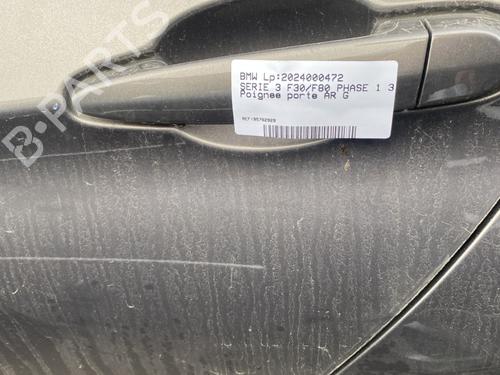 BMW Lp:2024000472
SERIE 3 F30/F80 PHASE 1 3
Poignee porte AR G
B-PARTS